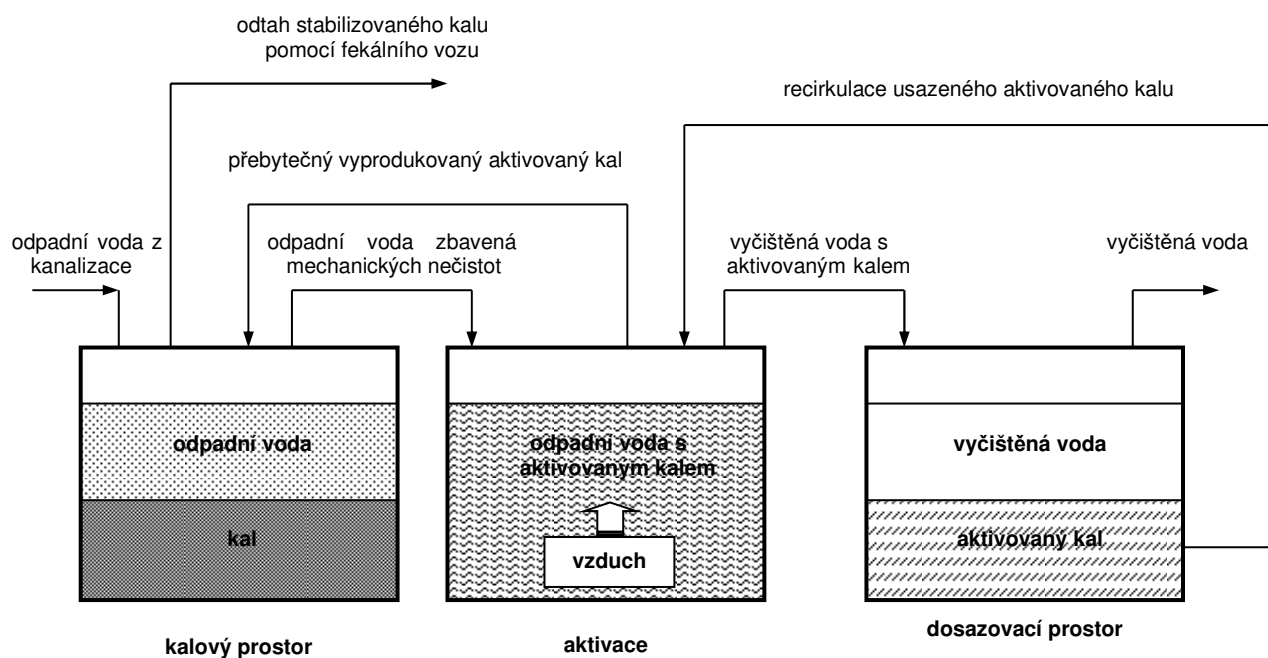 odtah stabilizovaného kalu
pomocí fekálního vozu
recirkulace usazeného aktivovaného kalu
přebytečný vyprodukovaný aktivovaný kal
odpadní voda z
kanalizace
odpadní voda zbavená
mechanických nečistot
vyčištěná voda s
aktivovaným kalem
vyčištěná voda
odpadní voda
kal
odpadní voda s
aktivovaným kalem
vzduch
vyčištěná voda
aktivovaný kal
kalový prostor
aktivace
dosazovací prostor